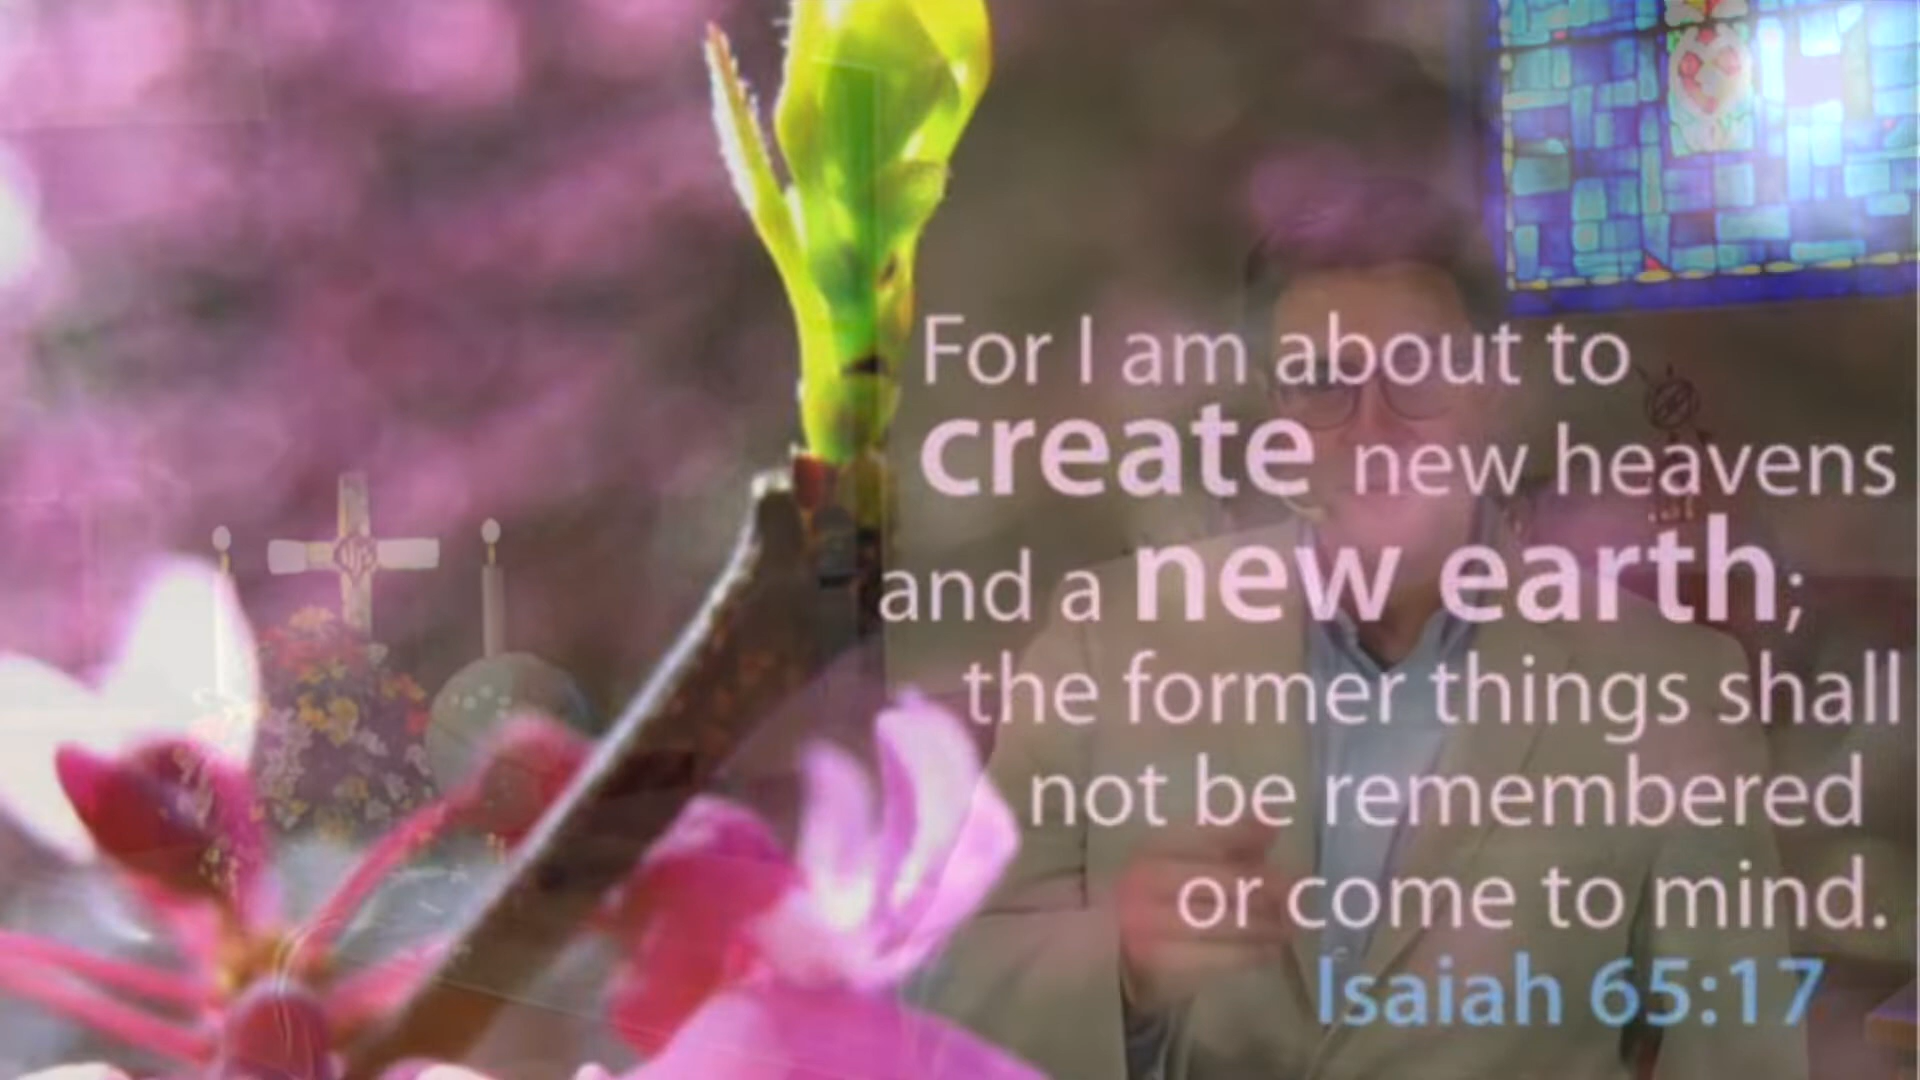 For I am about to
create new heavens
and a new earth;
the former things shall
not be remembered
or come to mind.
Isaiah 65:17